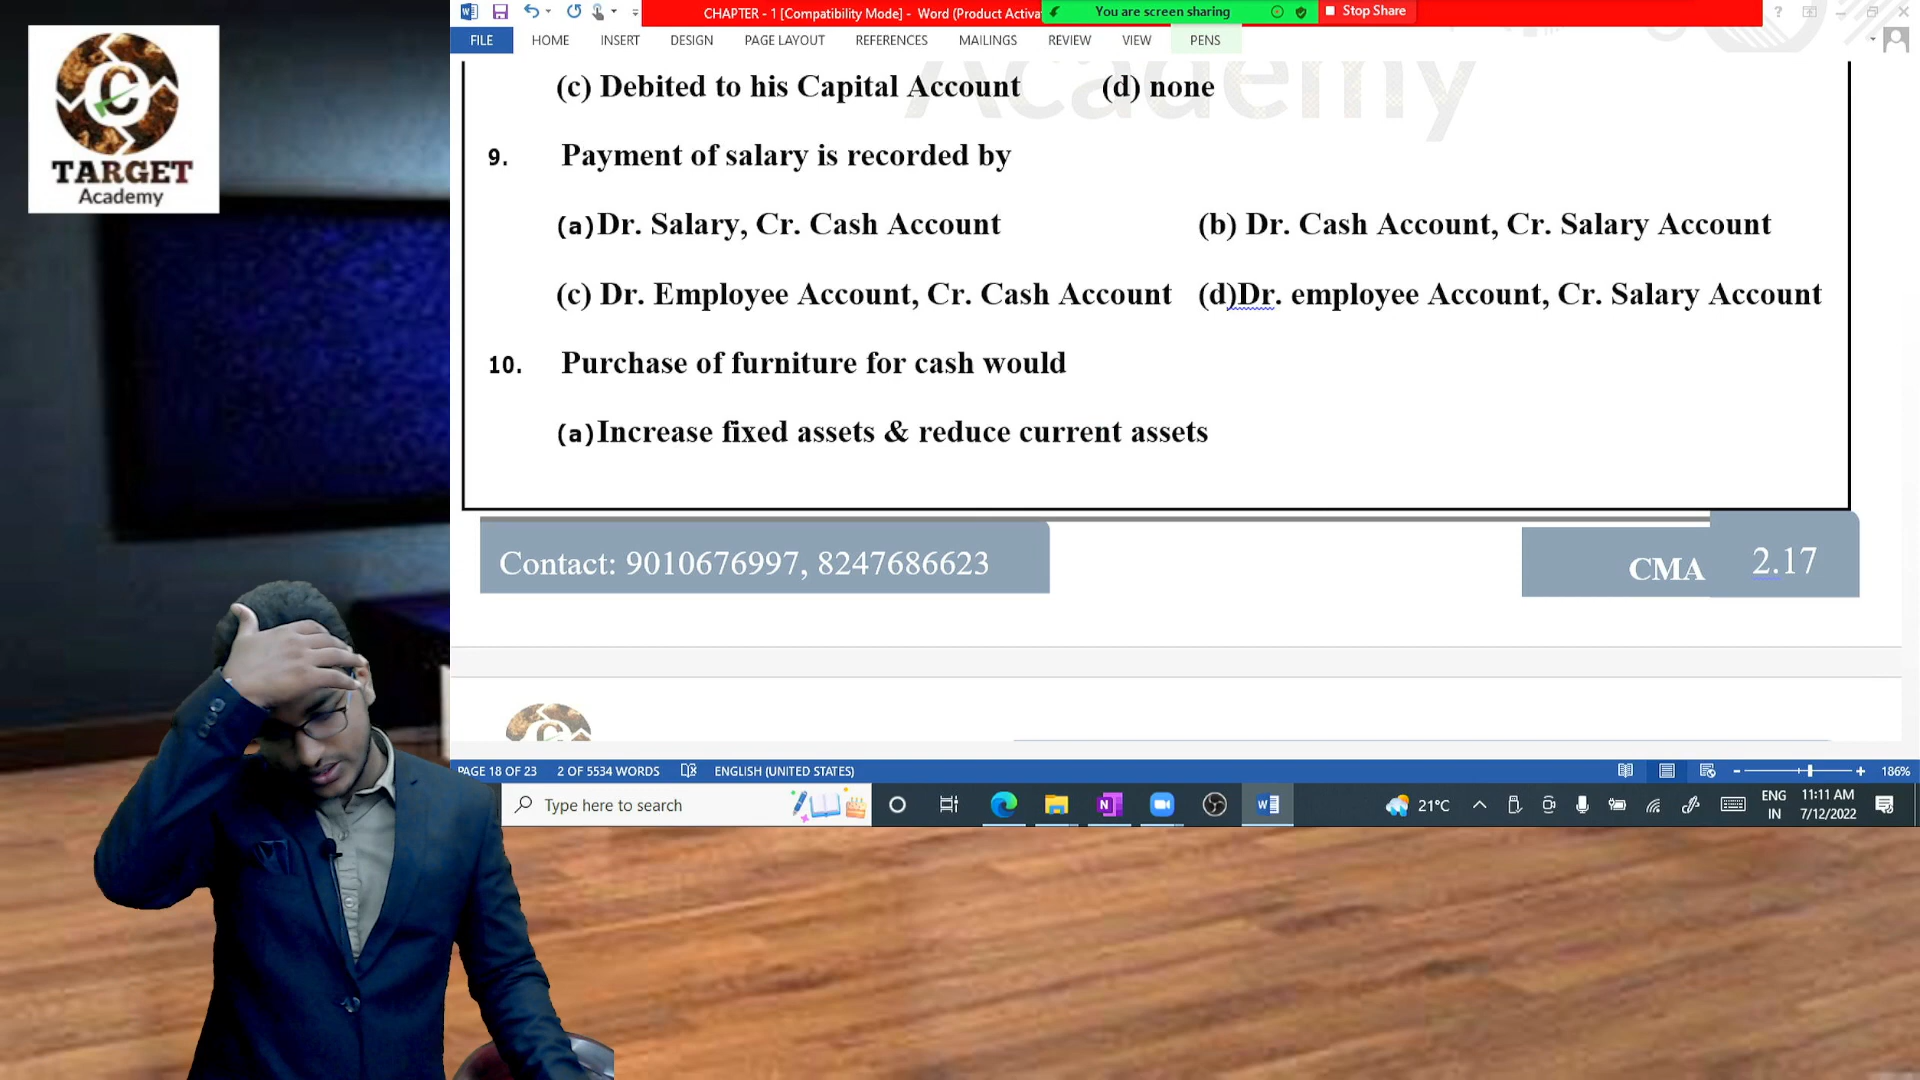 TARGET
Academy
CHAPTER - 1 [Compatibility Mode] - Word (Product Activa
You are screen sharing
Stop Share
FILE HOME INSERT DESIGN PAGE LAYOUT REFERENCES MAILINGS REVIEW VIEW PENS
Academy
(c) Debited to his Capital Account (d) none
9. Payment of salary is recorded by
(a)Dr. Salary, Cr. Cash Account (b) Dr. Cash Account, Cr. Salary Account
(c) Dr. Employee Account, Cr. Cash Account (d)Dr. employee Account, Cr. Salary Account
10. Purchase of furniture for cash would
(a)Increase fixed assets & reduce current assets
Contact: 9010676997, 8247686623
CMA 2.17
PAGE 18 OF 23 2 OF 5534 WORDS ENGLISH (UNITED STATES) 186%
Type here to search
21°C
ENG
IN
11:11 AM
7/12/2022